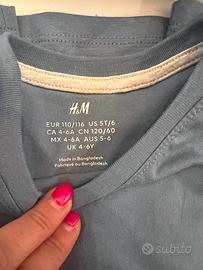 H&M
EUR 110/116 US 5T/6
CA 4-6A CN 120/60
MX 4-6A AUS 5-6
UK 4-6Y
Made in Bangladesh
Fabriqué au Bangladesh
subito